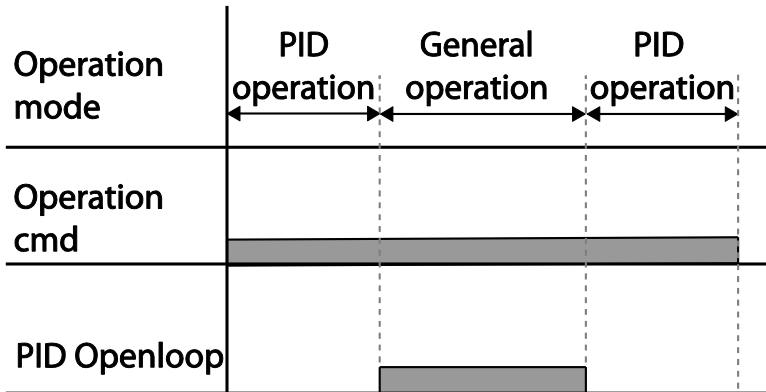 Operation
mode
PID
operation
General
operation
PID
operation
Operation
cmd
PID Openloop